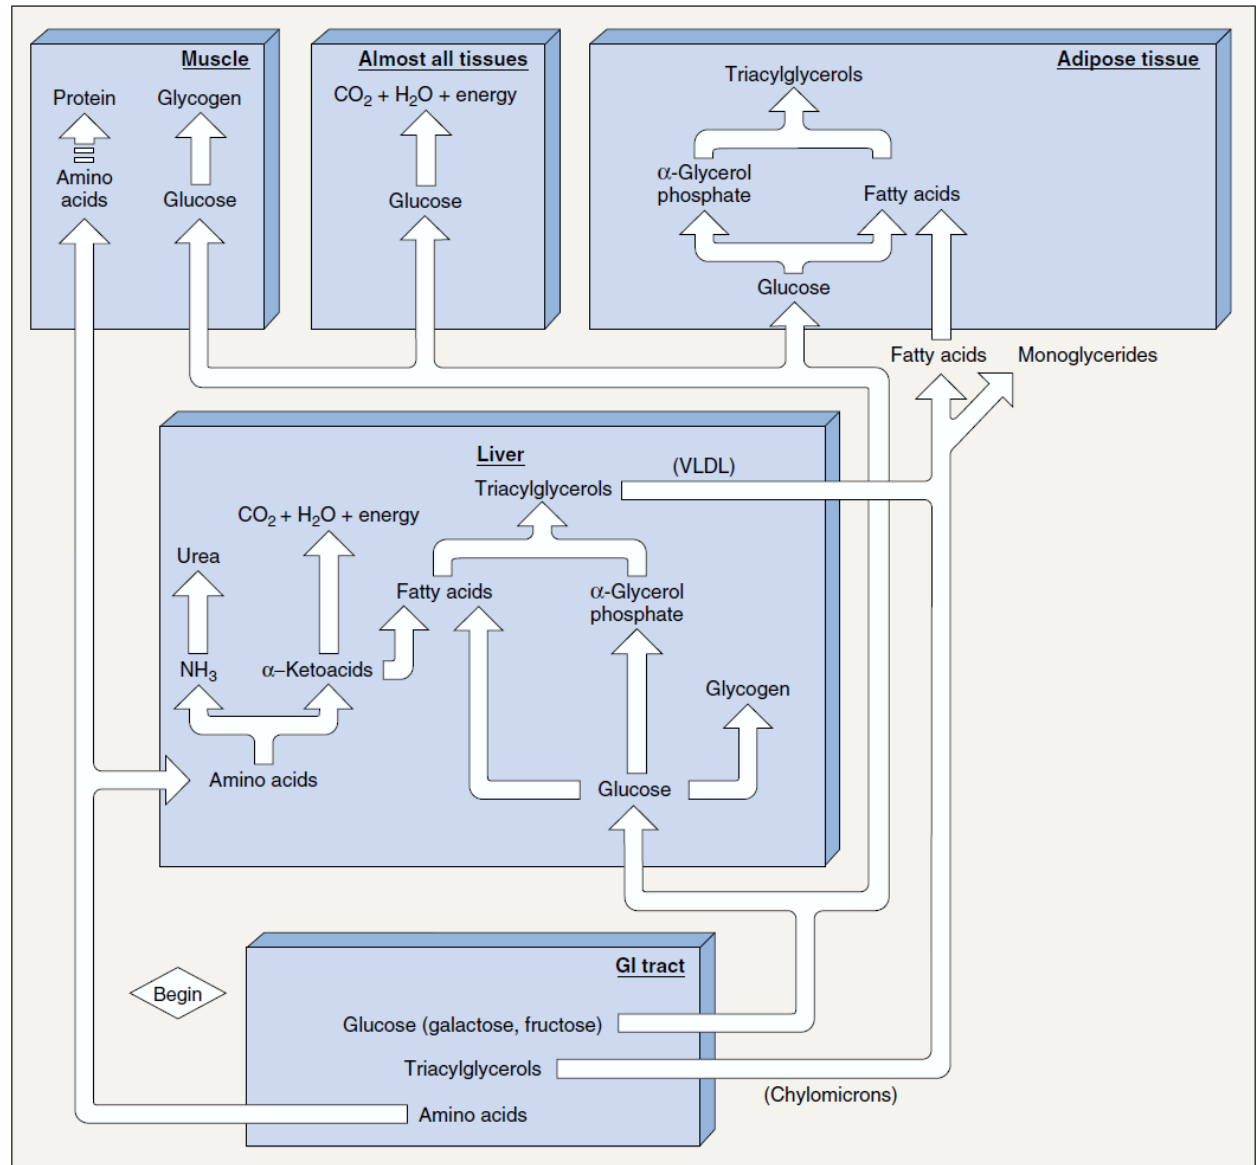 Muscle
Protein
Glycogen
Amino
acids
Glucose
Almost all tissues
CO₂ + H₂O + energy
Glucose
Adipose tissue
Triacylglycerols
α-Glycerol
phosphate
Fatty acids
Glucose
Fatty acids
Monoglycerides
Liver
(VLDL)
Triacylglycerols
CO₂ + H₂O + energy
Urea
Fatty acids
α-Glycerol
phosphate
NH₃
α–Ketoacids
Glycogen
Amino acids
Glucose
GI tract
Begin
Glucose (galactose, fructose)
Triacylglycerols
(Chylomicrons)
Amino acids